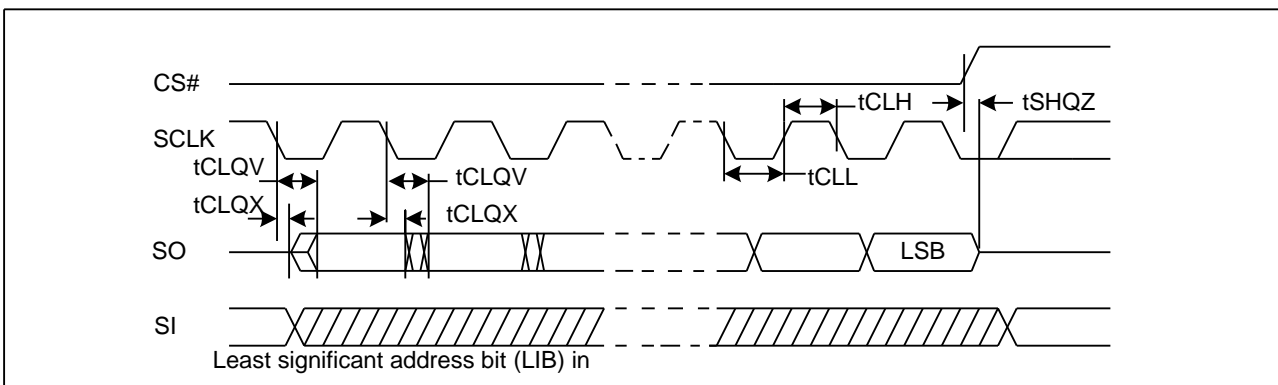 CS#
tCLH
tSHQZ
SCLK
tCLQV
tCLQV
tCLL
tCLQX
tCLQX
SO
LSB
SI
Least significant address bit (LIB) in